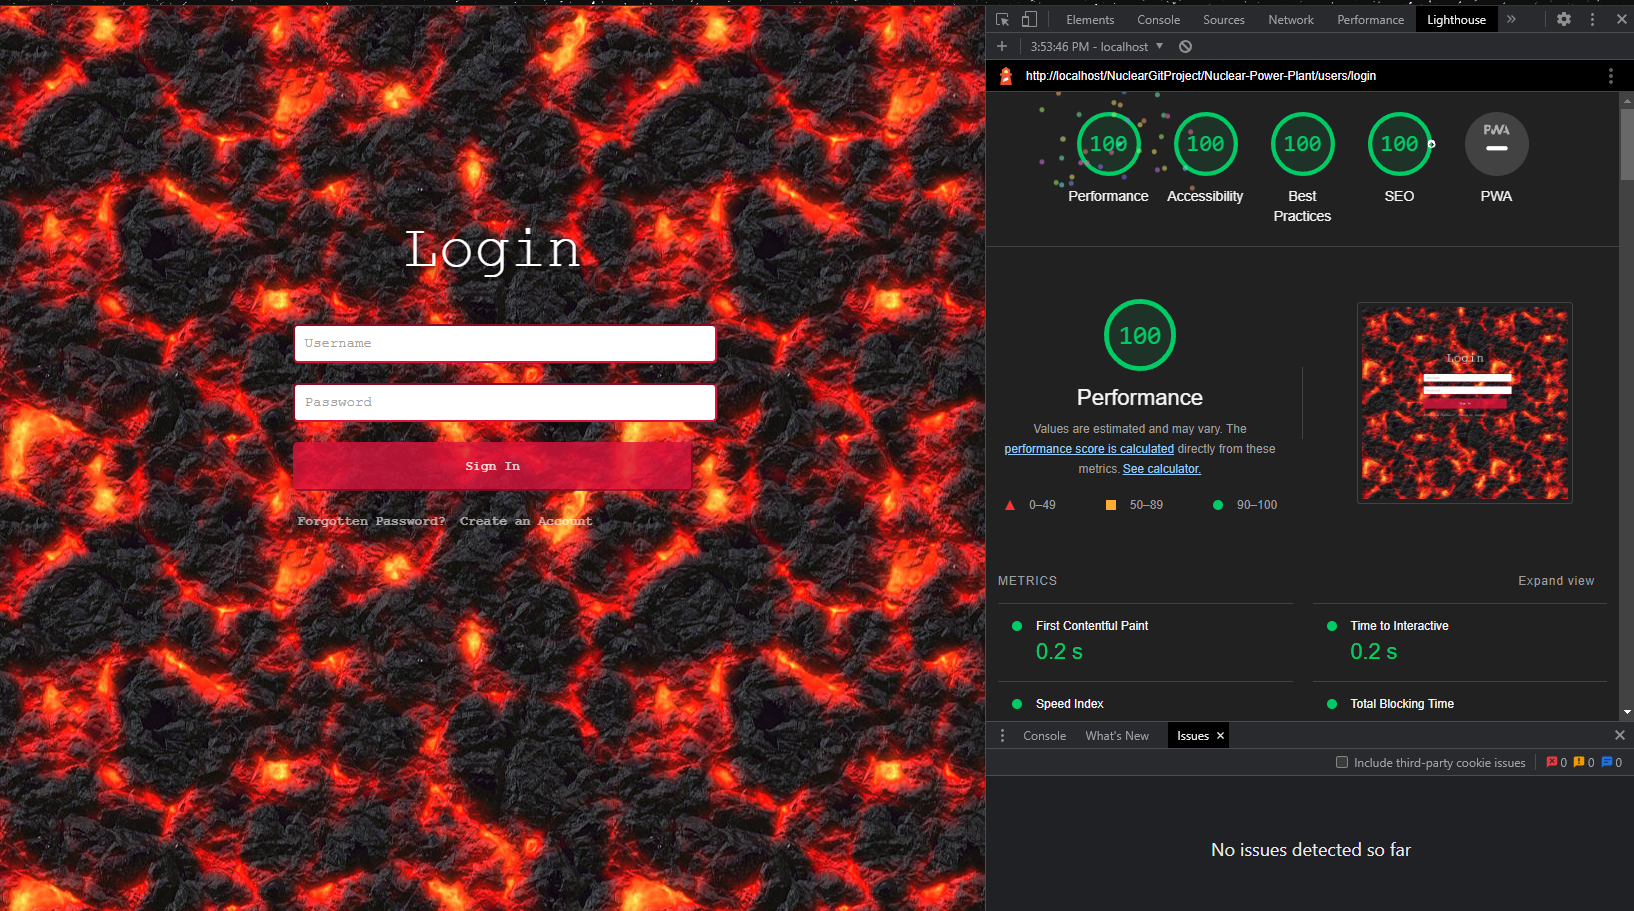 Login
Username
Password
Sign In
Forgotten Password? Create an Account
Elements Console Sources Network Performance Lighthouse »
3:53:46 PM - localhost
http://localhost/NuclearGitProject/Nuclear-Power-Plant/users/login
100 100 100 100 PWA
Performance Accessibility Best Practices SEO PWA
100
Performance
Values are estimated and may vary. The
performance score is calculated directly from these
metrics. See calculator.
0–49 50–89 90–100
Login
METRICS Expand view
First Contentful Paint Time to Interactive
0.2 s 0.2 s
Speed Index Total Blocking Time
Console What's New Issues
Include third-party cookie issues 0 0 0
No issues detected so far